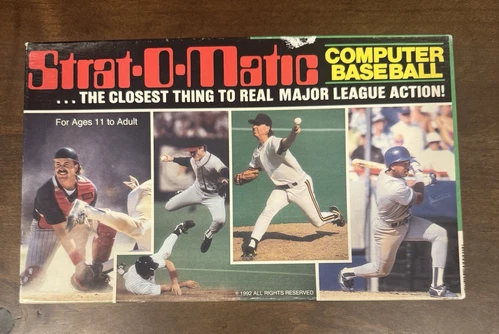 Strat-O-Matic
COMPUTER
BASEBALL
...THE CLOSEST THING TO REAL MAJOR LEAGUE ACTION!
For Ages 11 to Adult
© 1992 ALL RIGHTS RESERVED